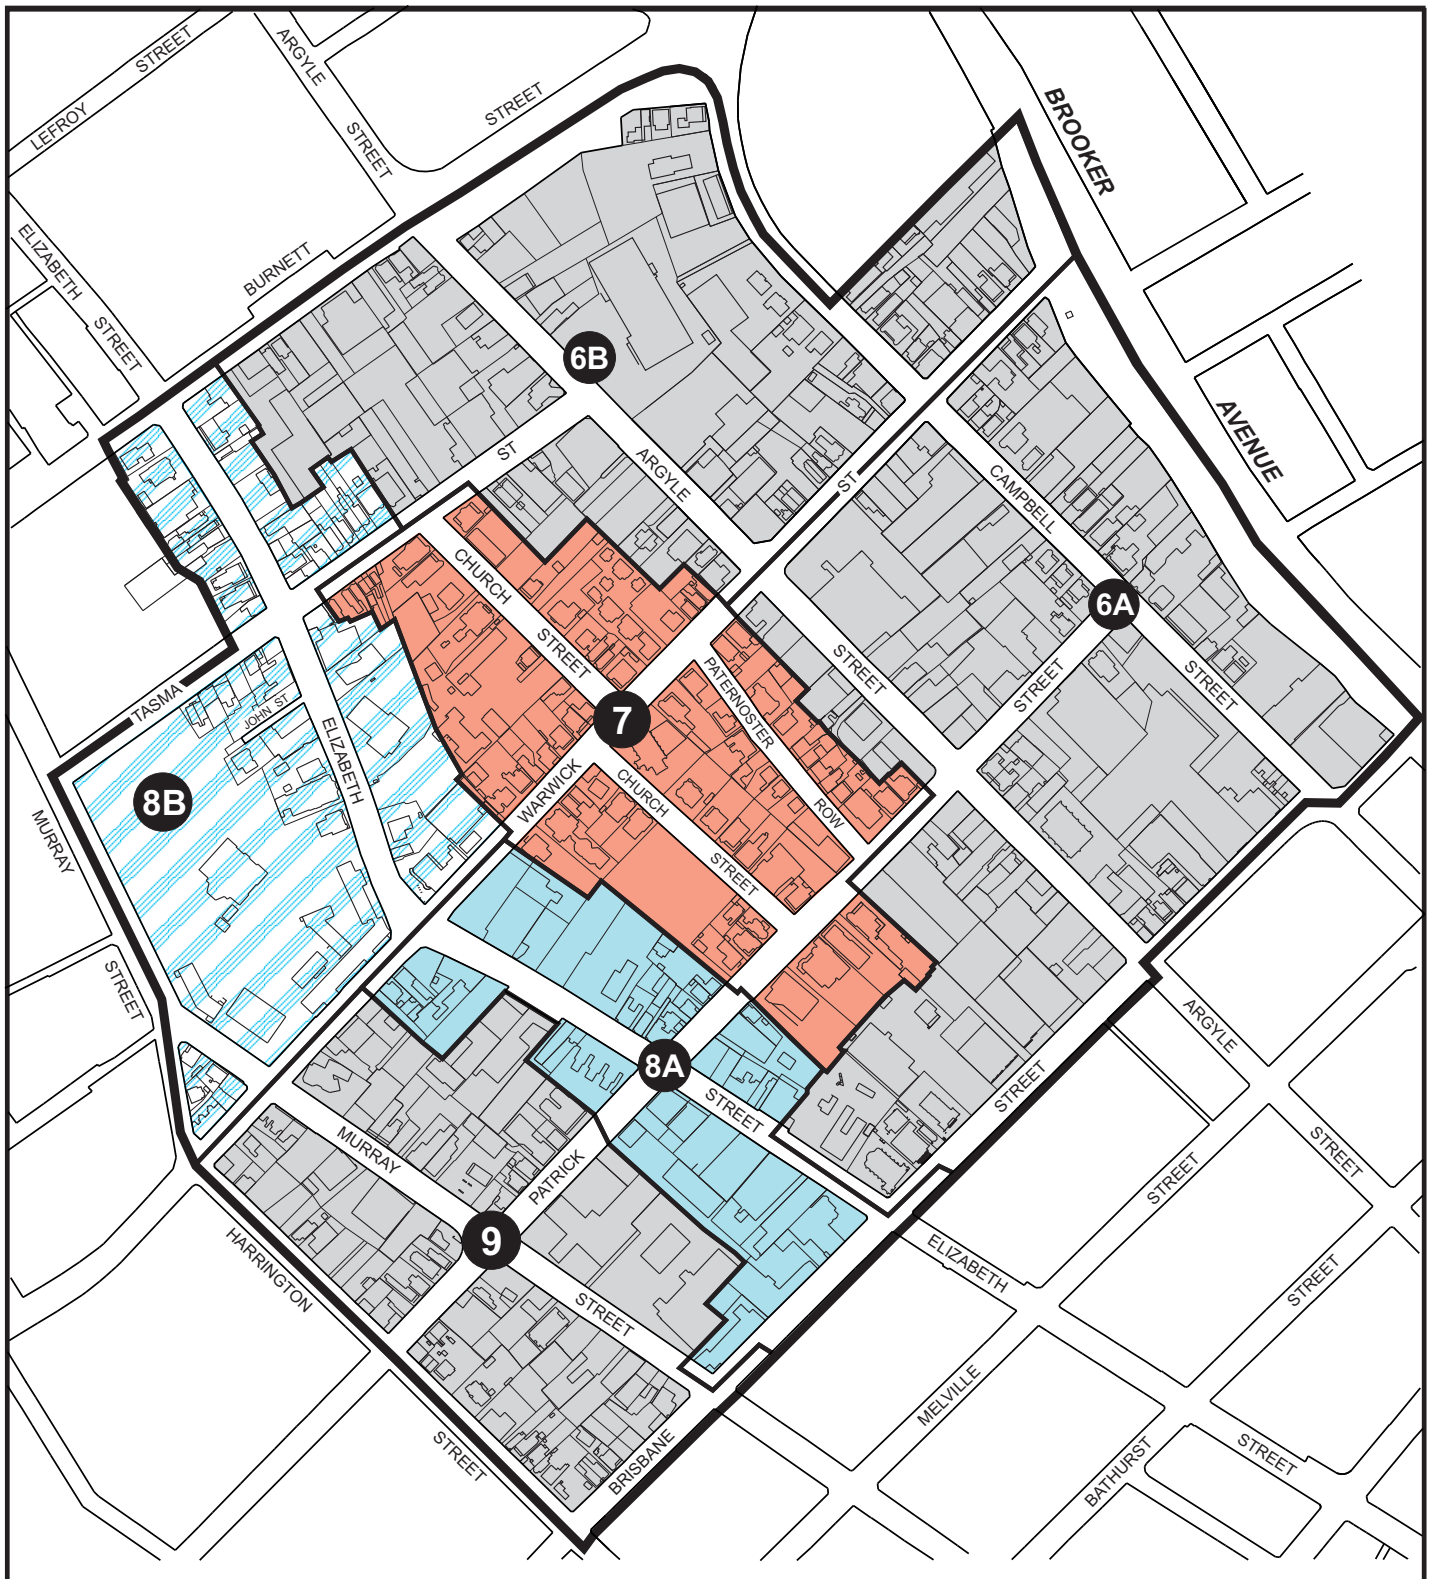 LEFROY STREET
ARGYLE STREET
BURNETT STREET
BROOKER AVENUE
ELIZABETH STREET
6B
ST
ARGYLE
ST
CAMPBELL
6A
STREET
STREET
STREET
CHURCH STREET
PATERNOSTER ROW
7
TASMA
JOHN ST
ELIZABETH
8B
WARWICK
CHURCH STREET
MURRAY STREET
8A
STREET
STREET
ARGYLE STREET
MURRAY STREET
PATRICK
9
HARRINGTON STREET
ELIZABETH STREET
STREET
STREET
MELVILLE
BATHURST
BRISBANE